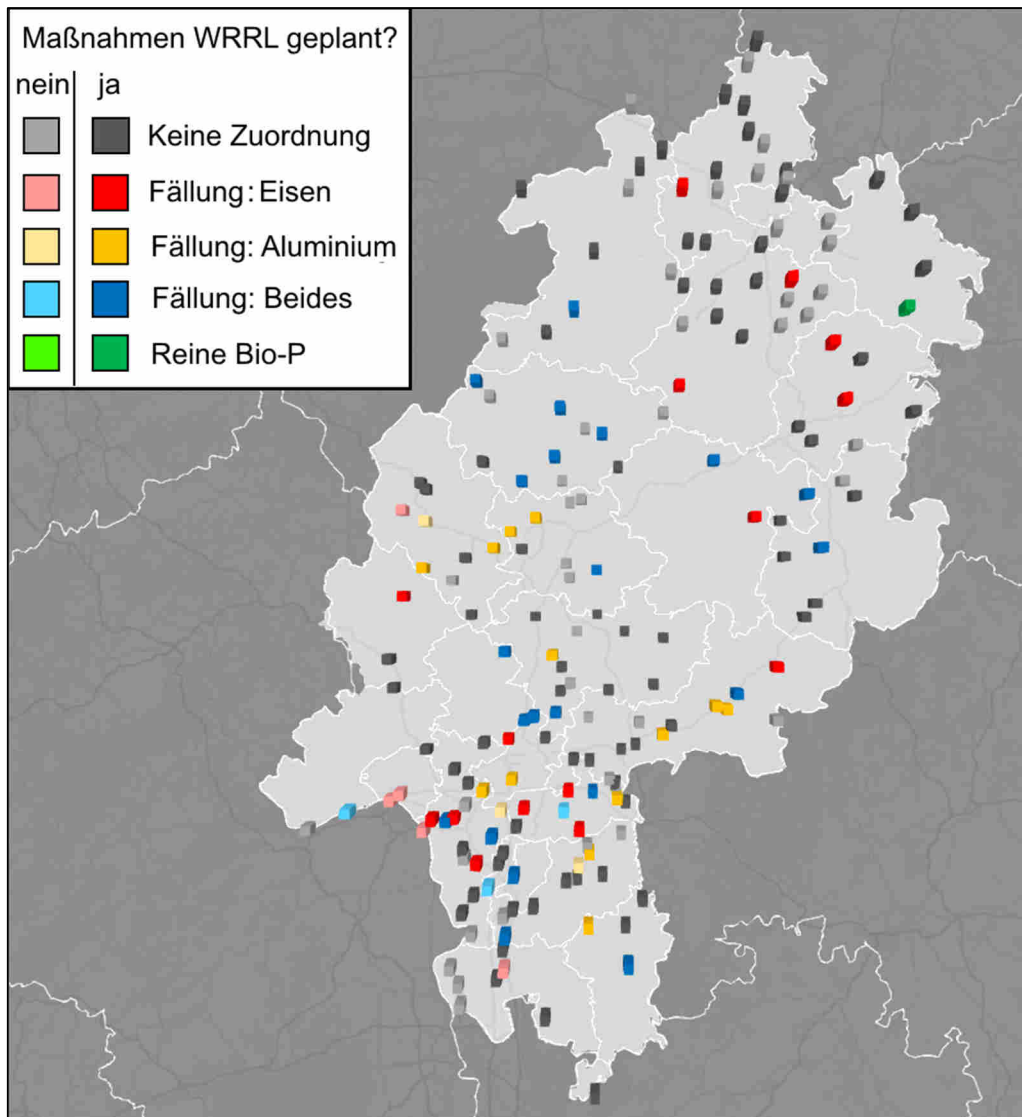 Maßnahmen WRRL geplant?
nein ja
Keine Zuordnung
Fällung: Eisen
Fällung: Aluminium
Fällung: Beides
Reine Bio-P